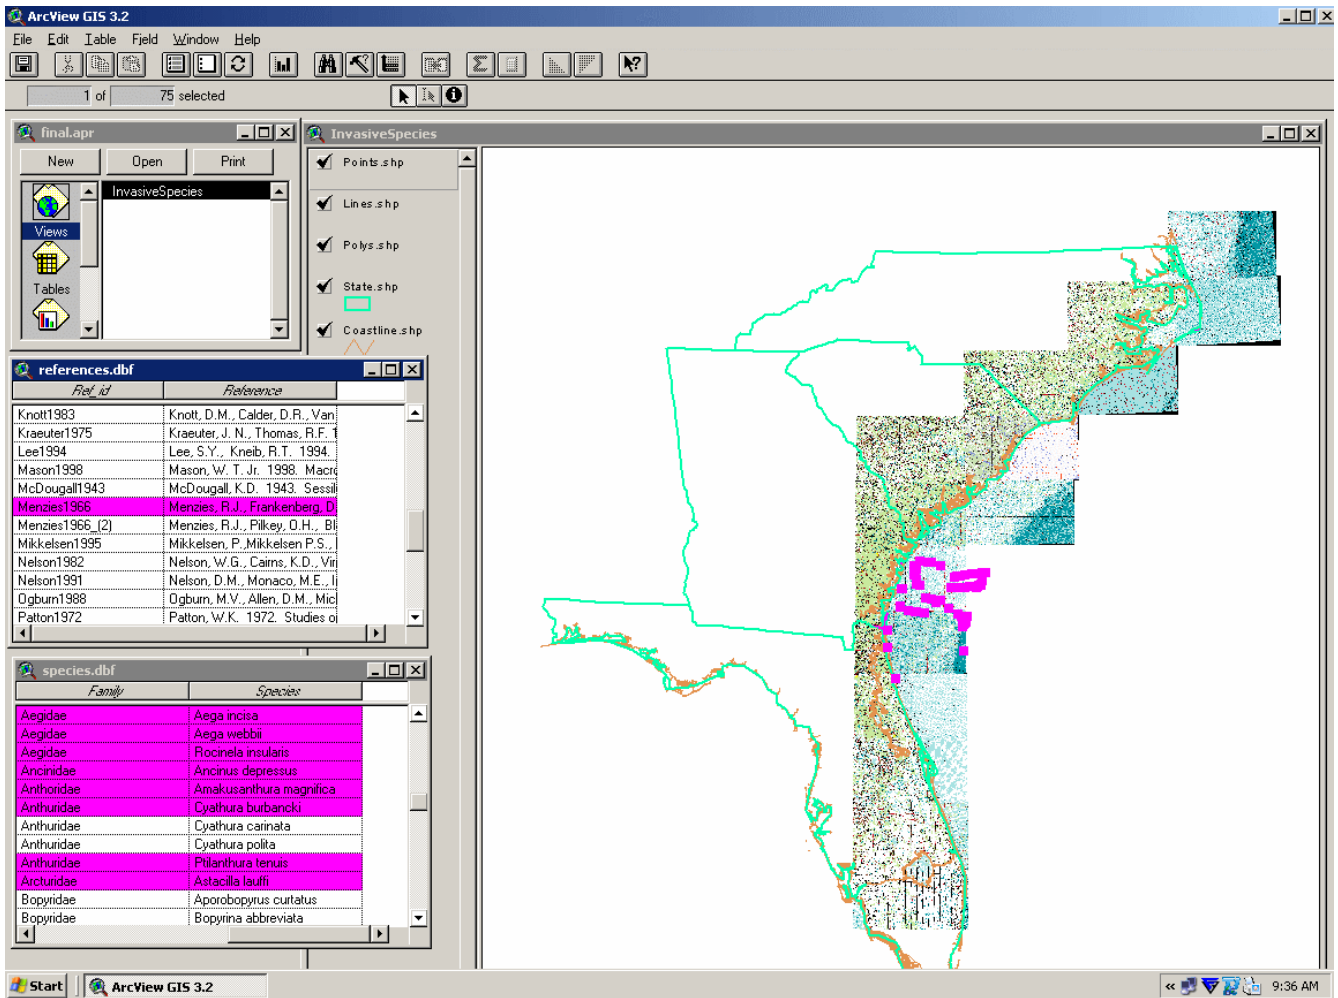 ArcView GIS 3.2
File Edit Table Field Window Help
1 of 75 selected
final.apr
New Open Print
Views
Tables
InvasiveSpecies
references.dbf
Ref_id Reference
Knott1983 Knott, D.M., Calder, D.R., Van
Kraeuter1975 Kraeuter, J. N., Thomas, R.F. 1
Lee1994 Lee, S.Y., Kneib, R.T. 1994.
Mason1998 Mason, W. T. Jr. 1998. Macro
McDougall1943 McDougall, K.D. 1943. Sessil
Menzies1966 Menzies, R.J., Frankenberg, D
Menzies1966_(2) Menzies, R.J., Pilkey, O.H., Bl
Mikkelsen1995 Mikkelsen, P.,Mikkelsen P.S.,
Nelson1982 Nelson, W.G., Cairns, K.D., Vir
Nelson1991 Nelson, D.M., Monaco, M.E., I
Ogburn1988 Ogburn, M.V., Allen, D.M., Mic
Patton1972 Patton, W.K. 1972. Studies o
species.dbf
Family Species
Aegidae Aega incisa
Aegidae Aega webbii
Aegidae Rocinela insularis
Ancinidae Ancinus depressus
Anthoridae Amakusanthura magnifica
Anthuridae Cyathura burbancki
Anthuridae Cyathura carinata
Anthuridae Cyathura polita
Anthuridae Ptilanthura tenuis
Arcturidae Astacilla lauffi
Bopyridae Aporobopyrus curtatus
Bopyridae Bopyrina abbreviata
InvasiveSpecies
Points.shp
Lines.shp
Polys.shp
State.shp
Coastline.shp
Start ArcView GIS 3.2 9:36 AM